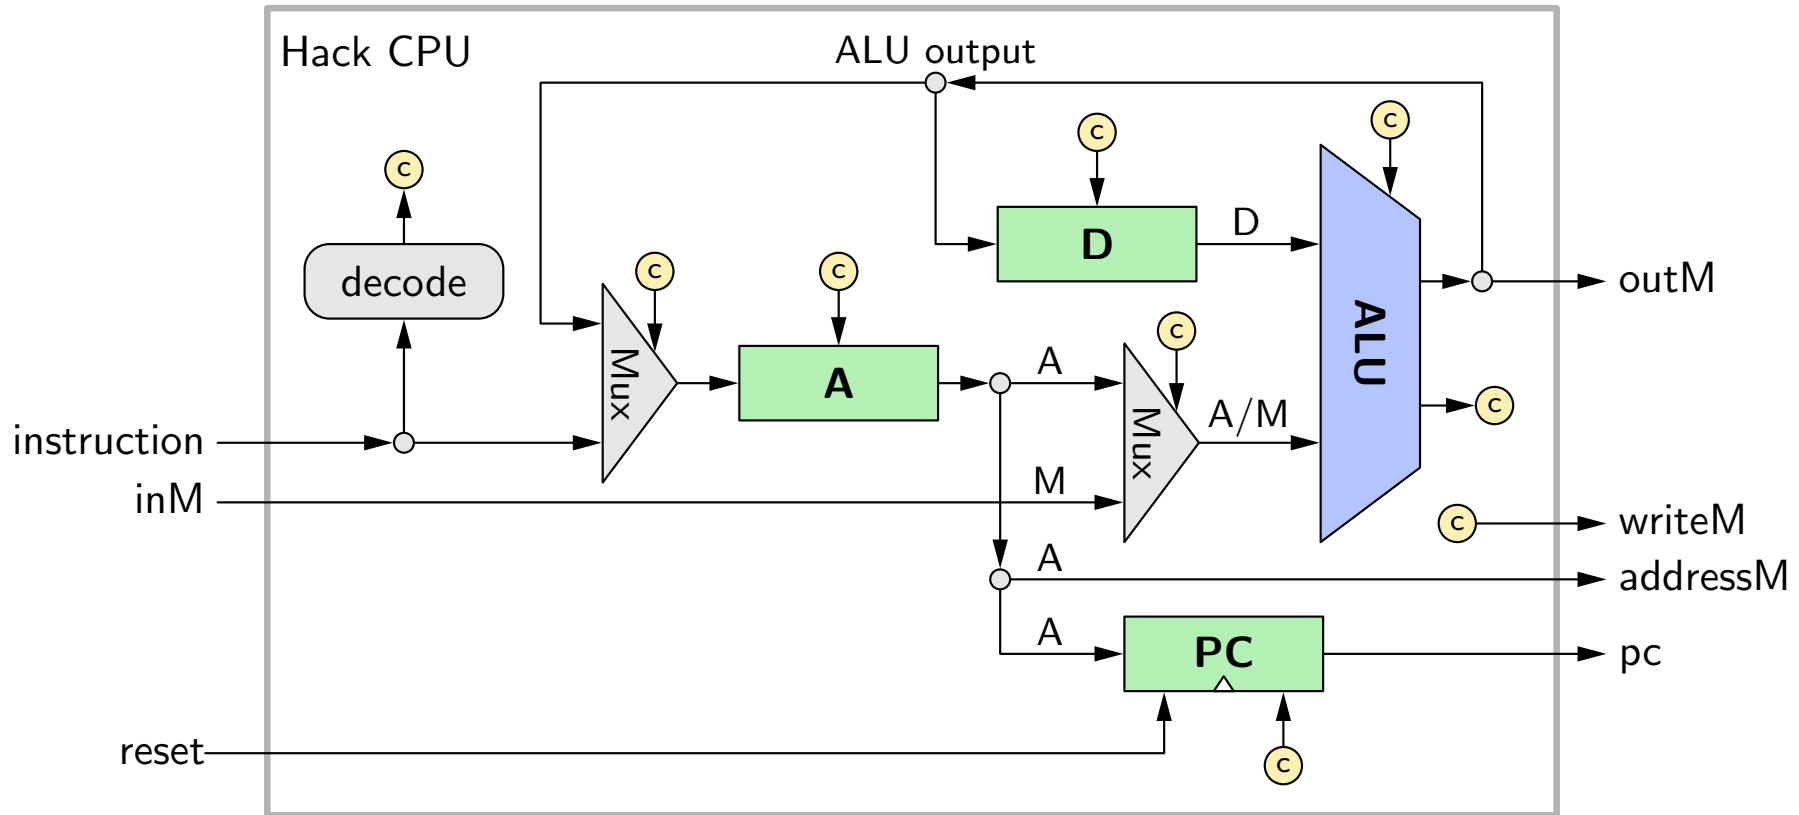 Hack CPU
ALU output
c
c
c
D
D
decode
c
c
outM
Mux
A
A
c
Mux
A/M
ALU
c
instruction
inM
M
c
writeM
A
addressM
A
PC
pc
reset
c